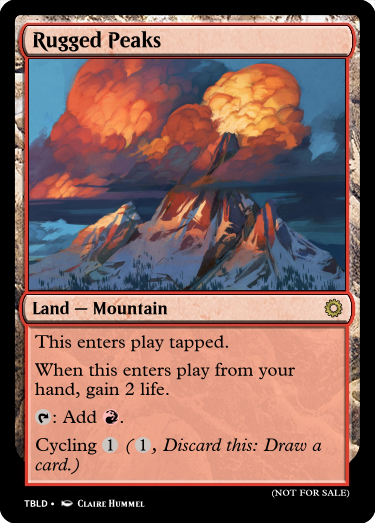 Rugged Peaks
Land — Mountain
This enters play tapped.
When this enters play from your
hand, gain 2 life.
: Add .
Cycling 1 ( 1, Discard this: Draw a
card.)
(NOT FOR SALE)
TBLD • Claire Hummel